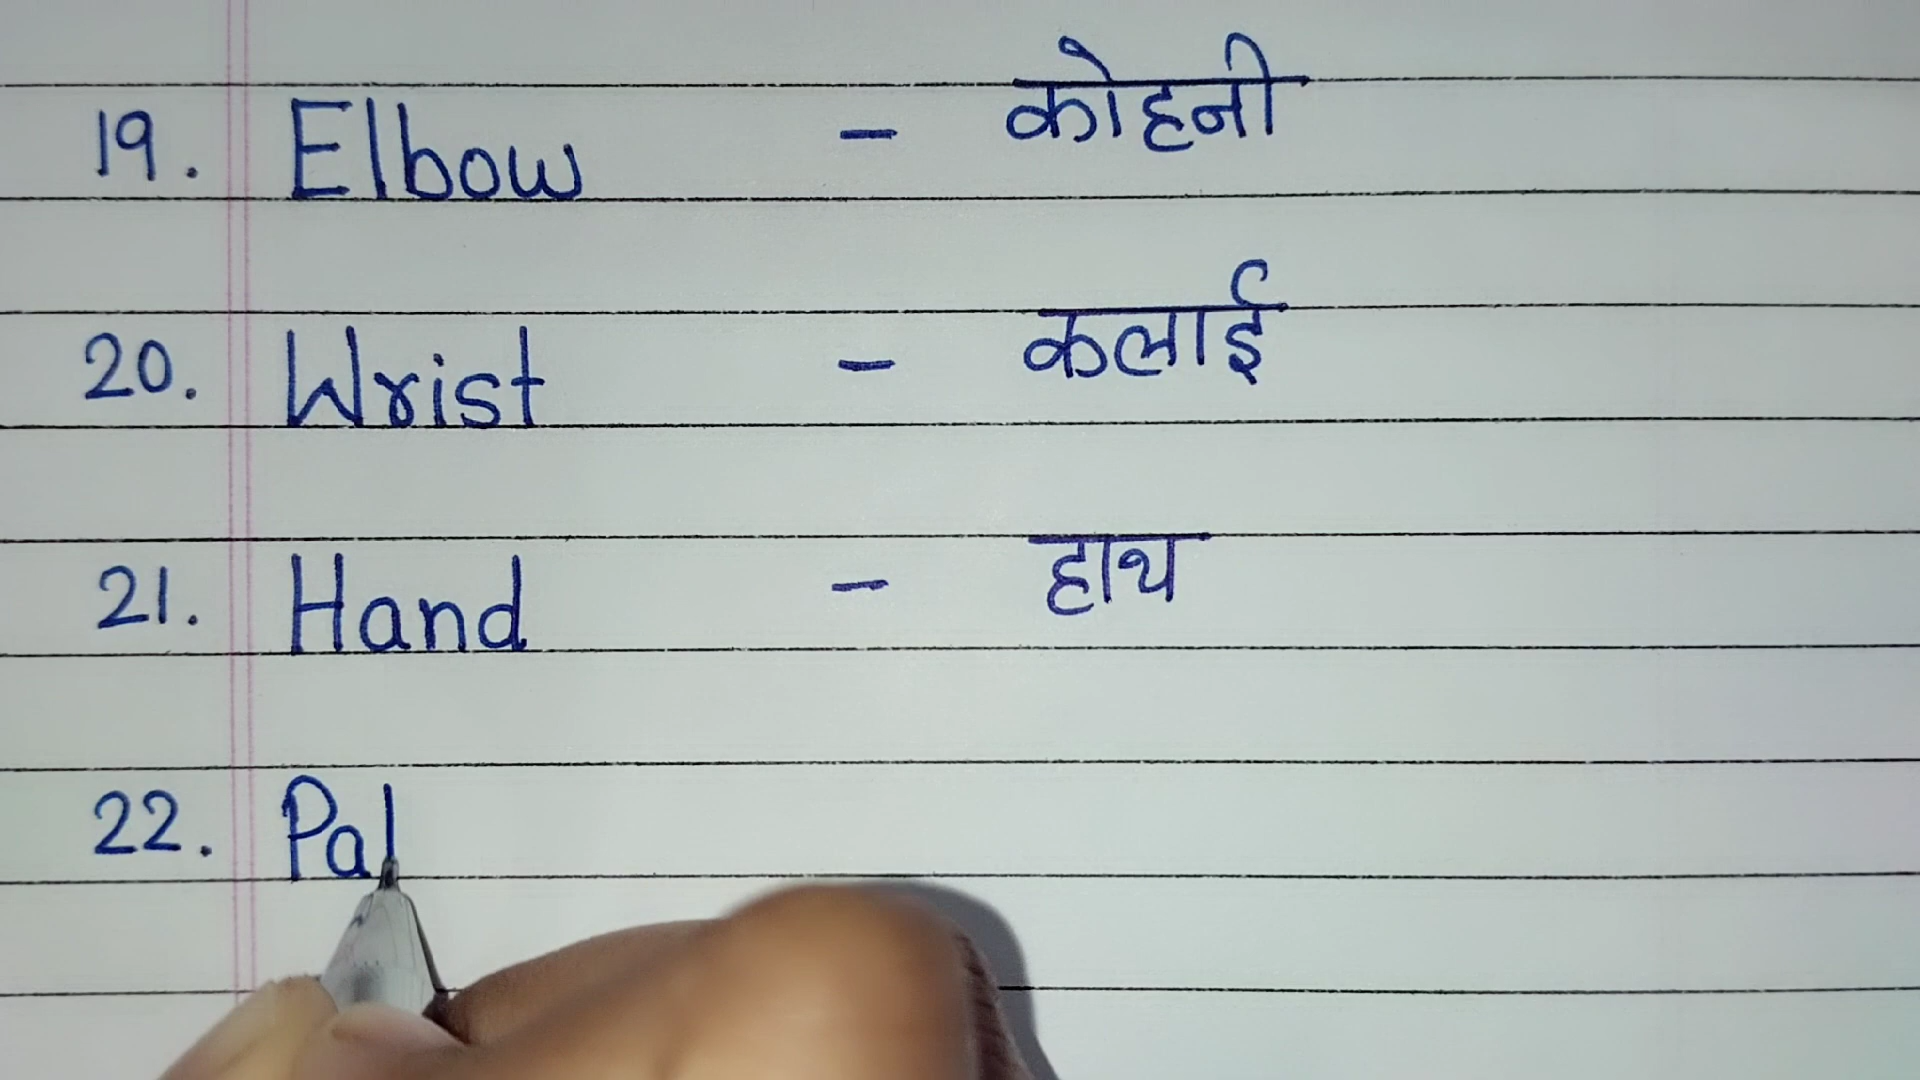 19. Elbow - कोहनी
20. Wrist - कलाई
21. Hand - हाथ
22. Pal